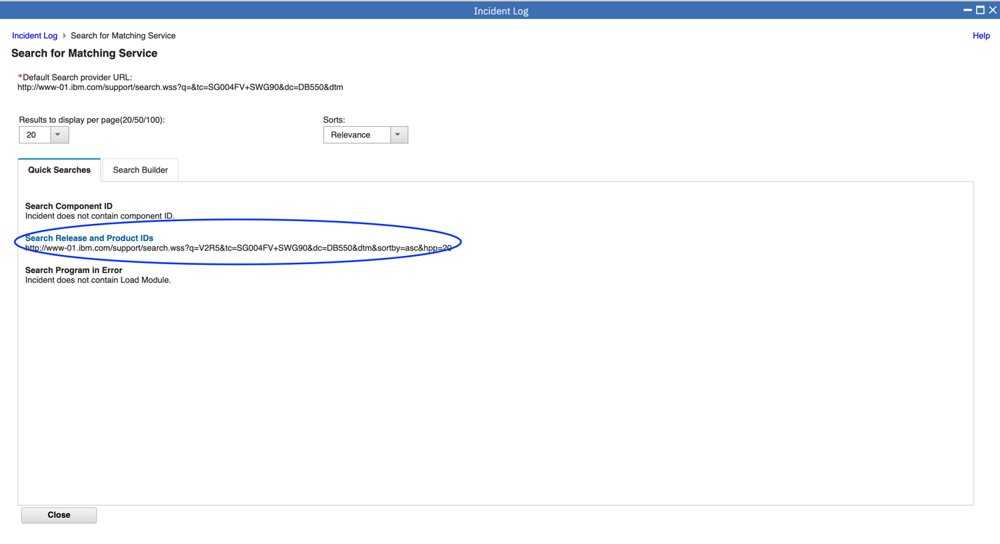 Incident Log
Incident Log Search for Matching Service Help
Search for Matching Service
*Default Search provider URL:
http://www-01.ibm.com/support/search.wss?q=&tc=SG004FV+SWG90&dc=DB550&dtm
Results to display per page(20/50/100): Sorts:
20 Relevance
Quick Searches Search Builder
Search Component ID
Incident does not contain component ID.
Search Release and Product IDs
http://www-01.ibm.com/support/search.wss?q=V2R5&tc=SG004FV+SWG90&dc=DB550&dtm&sortby=asc&hpp=20
Search Program in Error
Incident does not contain Load Module.
Close